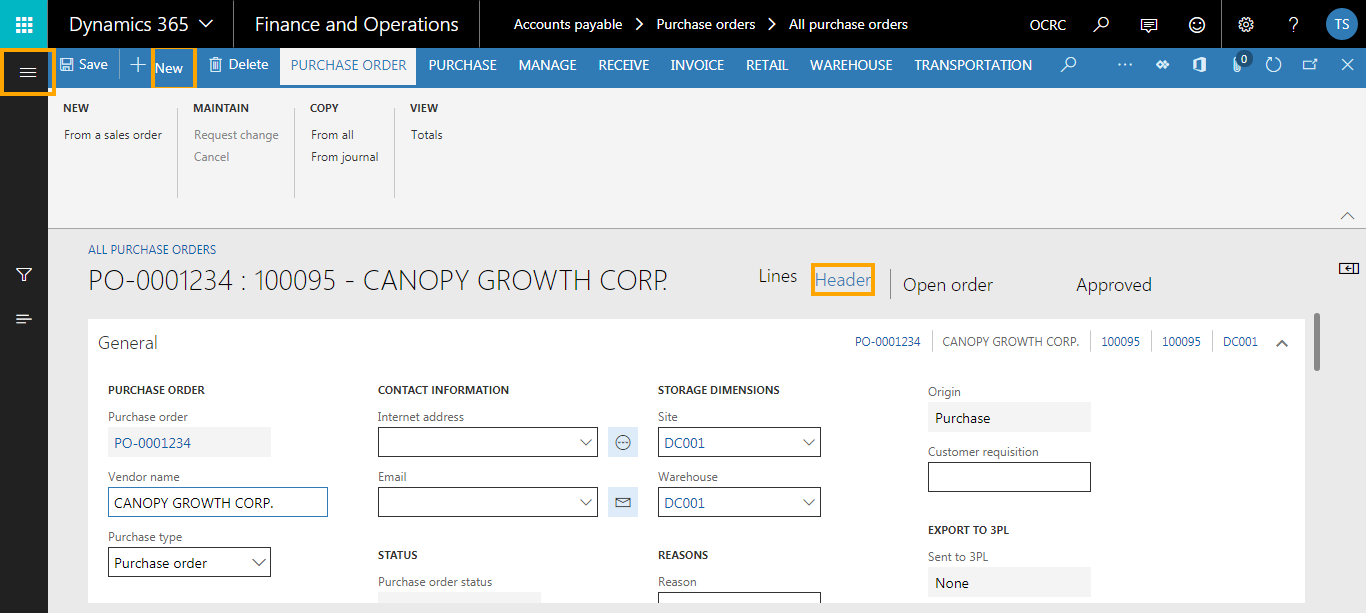 Dynamics 365 Finance and Operations Accounts payable Purchase orders All purchase orders OCRC ? TS
Save New Delete PURCHASE ORDER PURCHASE MANAGE RECEIVE INVOICE RETAIL WAREHOUSE TRANSPORTATION ... 0
NEW MAINTAIN COPY VIEW
From a sales order Request change From all Totals
Cancel From journal
ALL PURCHASE ORDERS
PO-0001234 : 100095 - CANOPY GROWTH CORP. Lines Header Open order Approved
General PO-0001234 CANOPY GROWTH CORP. 100095 100095 DC001
PURCHASE ORDER CONTACT INFORMATION STORAGE DIMENSIONS Origin
Purchase order Internet address Site Purchase
PO-0001234 DC001 Customer requisition
Vendor name Email Warehouse
CANOPY GROWTH CORP. DC001
Purchase type EXPORT TO 3PL
Purchase order STATUS REASONS Sent to 3PL
Purchase order status Reason None